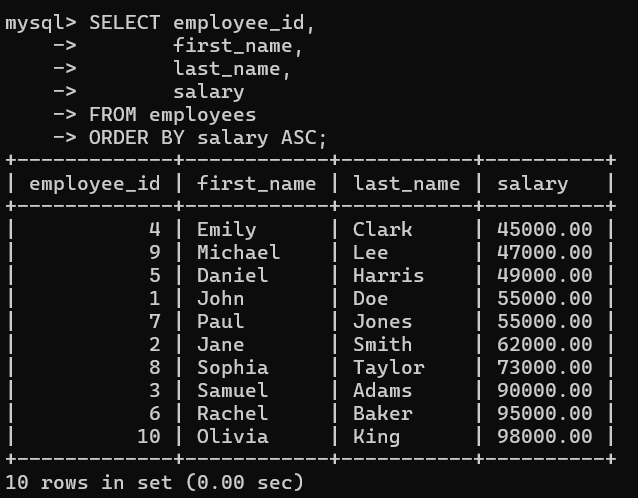 mysql> SELECT employee_id,
    ->        first_name,
    ->        last_name,
    ->        salary
    -> FROM employees
    -> ORDER BY salary ASC;
+-------------+------------+-----------+----------+
| employee_id | first_name | last_name | salary   |
+-------------+------------+-----------+----------+
|           4 | Emily      | Clark     | 45000.00 |
|           9 | Michael    | Lee       | 47000.00 |
|           5 | Daniel     | Harris    | 49000.00 |
|           1 | John       | Doe       | 55000.00 |
|           7 | Paul       | Jones     | 55000.00 |
|           2 | Jane       | Smith     | 62000.00 |
|           8 | Sophia     | Taylor    | 73000.00 |
|           3 | Samuel     | Adams     | 90000.00 |
|           6 | Rachel     | Baker     | 95000.00 |
|          10 | Olivia     | King      | 98000.00 |
+-------------+------------+-----------+----------+
10 rows in set (0.00 sec)